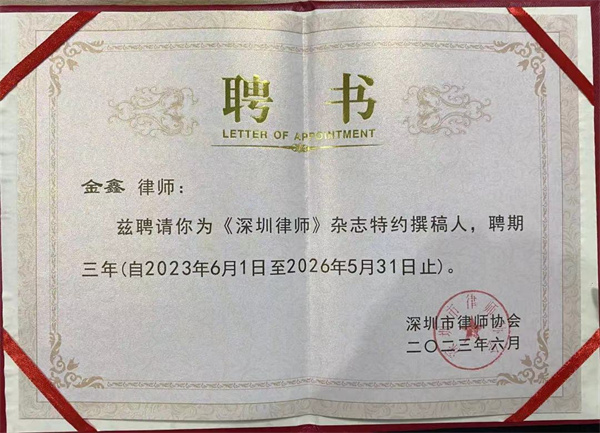 聘书
LETTER OF APPOINTMENT
金鑫 律师：
兹聘请你为《深圳律师》杂志特约撰稿人，聘期
三年(自2023年6月1日至2026年5月31日止)。
深圳市律师协会
二〇二三年六月